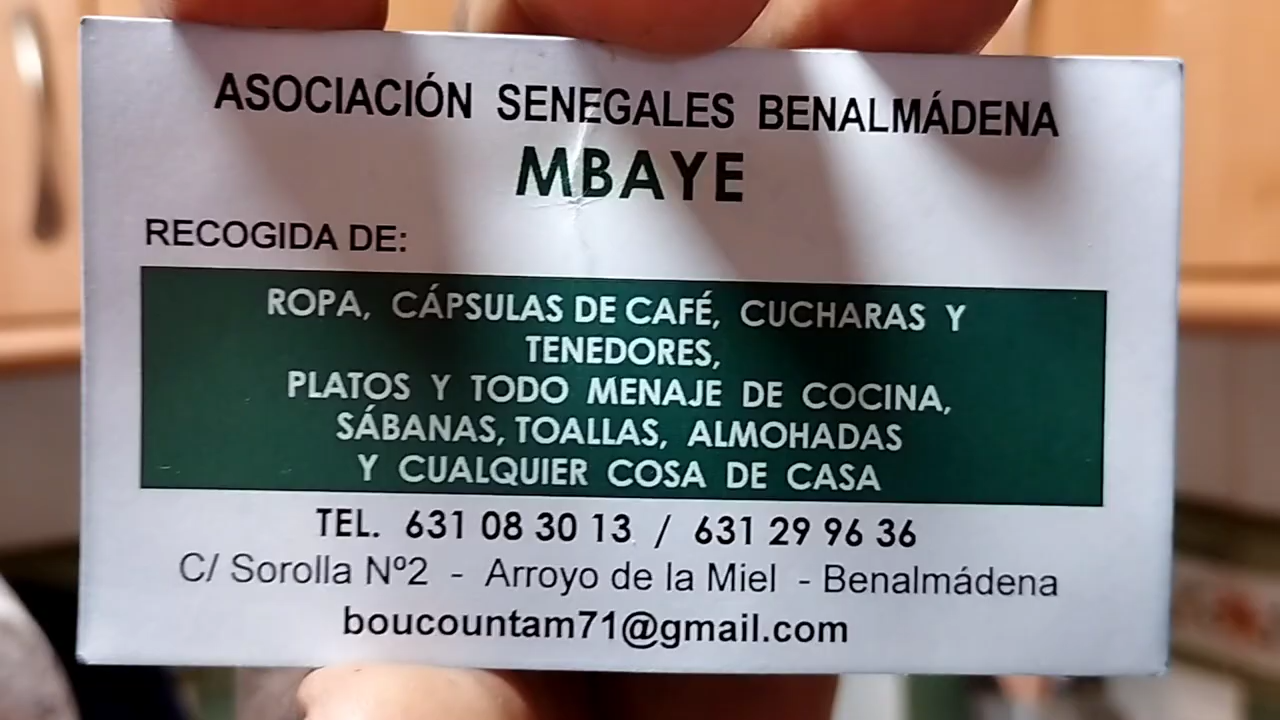 ASOCIACIÓN SENEGALES BENALMÁDENA
MBAYE
RECOGIDA DE:
ROPA, CÁPSULAS DE CAFÉ, CUCHARAS Y
TENEDORES,
PLATOS Y TODO MENAJE DE COCINA,
SÁBANAS, TOALLAS, ALMOHADAS
Y CUALQUIER COSA DE CASA
TEL. 631 08 30 13 / 631 29 96 36
C/ Sorolla Nº2 - Arroyo de la Miel - Benalmádena
boucountam71@gmail.com